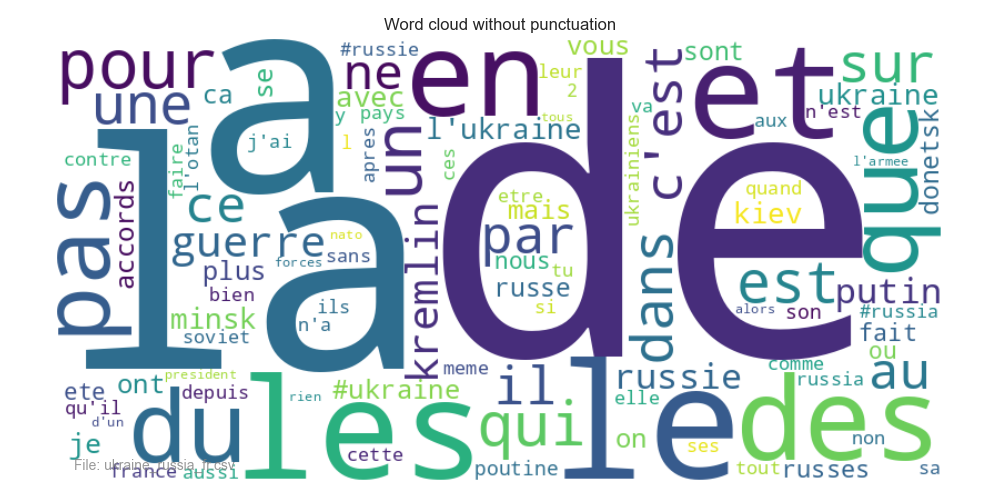 Word cloud without punctuation
pour
a
#russie
ne
en
leur
vous
c'est
sont
et
sur
une
ca
se
avec
2
va
ukraine
y
pays
tous
n'est
un
l'ukraine
aux
que
contre
faire
l'otan
j'ai
l
apres
ces
ukrainiens
l'armee
donetsk
pas
accords
la
ce
etre
mais
de
quand
kiev
guerre
nato
par
dans
plus
forces
sans
nous
tu
est
bien
kremlin
russe
putin
minsk
ils
si
alors
son
#russia
soviet
n'a
fait
ou
ete
ont
president
meme
il
le
russie
comme
au
qu'il
depuis
rien
#ukraine
elle
russia
d'un
du
les
qui
des
je
cette
on
ses
non
france
aussi
poutine
tout
russes
sa
File: ukraine_russia_fr.csv